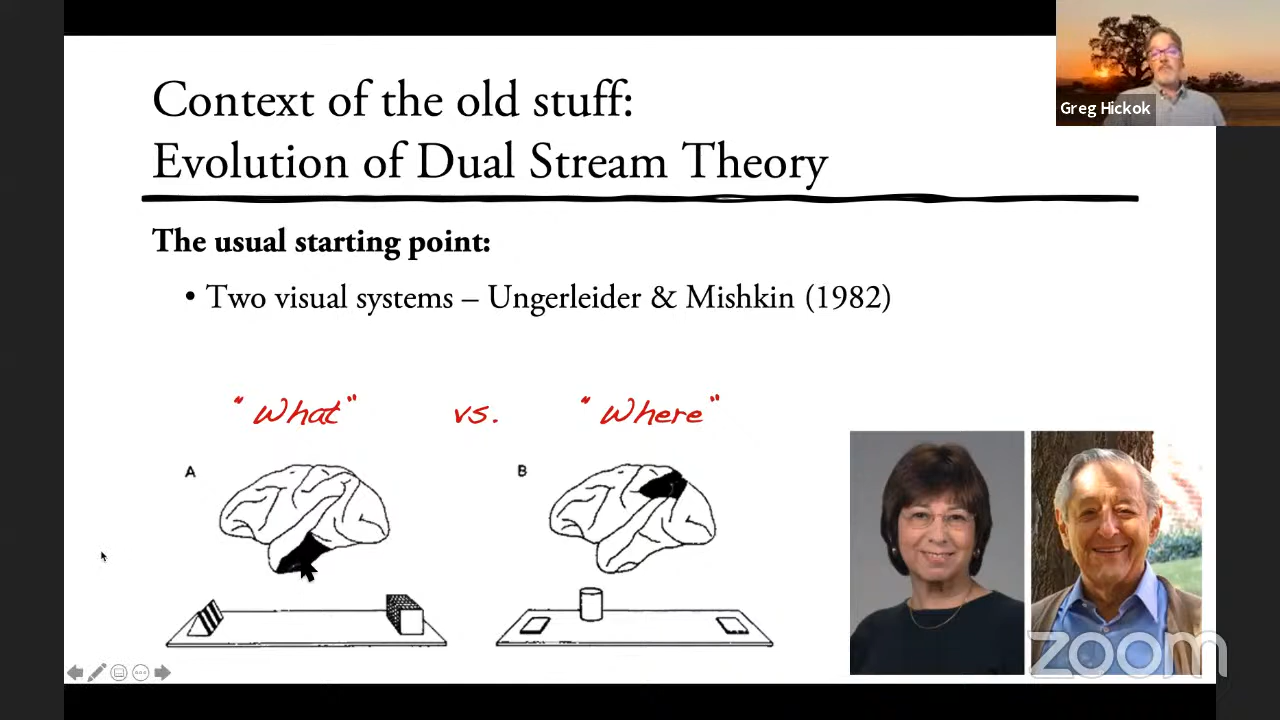 Context of the old stuff:
Evolution of Dual Stream Theory
Greg Hickok
The usual starting point:
• Two visual systems – Ungerleider & Mishkin (1982)
"What" vs. "Where"
A
B
zoom